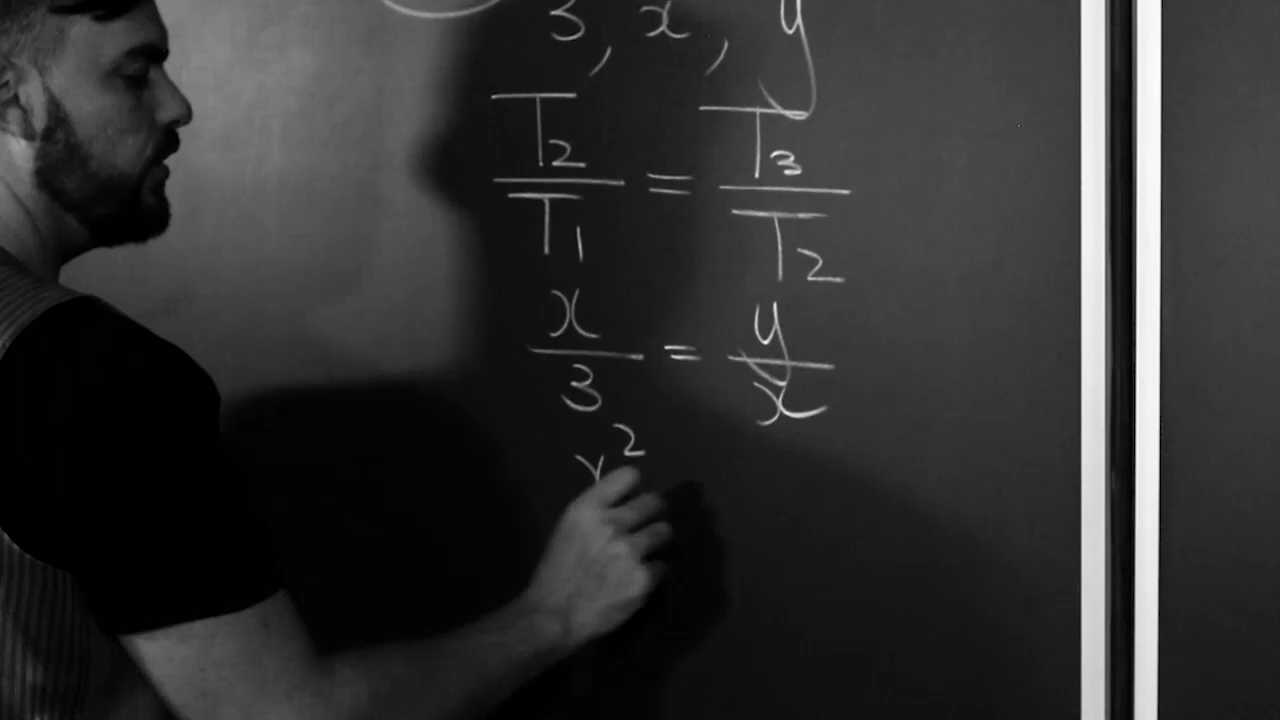 3, x, y
T₂/T₁ = T₃/T₂
x/3 = y/x
x²